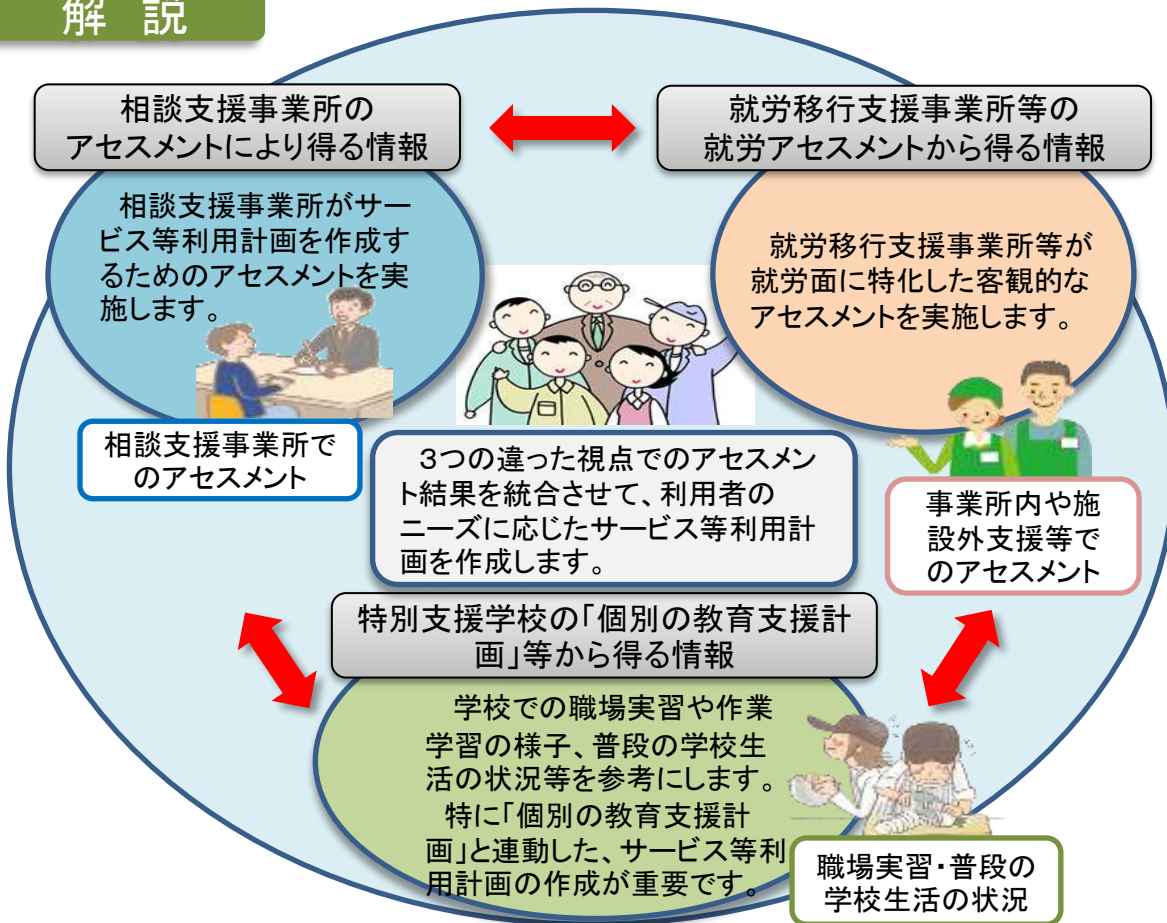 解 説
相談支援事業所の
アセスメントにより得る情報
就労移行支援事業所等の
就労アセスメントから得る情報
相談支援事業所がサー
ビス等利用計画を作成す
るためのアセスメントを実
施します。
就労移行支援事業所等が
就労面に特化した客観的な
アセスメントを実施します。
相談支援事業所で
のアセスメント
3つの違った視点でのアセスメン
ト結果を統合させて、利用者の
ニーズに応じたサービス等利用計
画を作成します。
事業所内や施
設外支援等で
のアセスメント
特別支援学校の「個別の教育支援計
画」等から得る情報
学校での職場実習や作業
学習の様子、普段の学校生
活の状況等を参考にします。
特に「個別の教育支援計
画」と連動した、サービス等利
用計画の作成が重要です。
職場実習・普段の
学校生活の状況